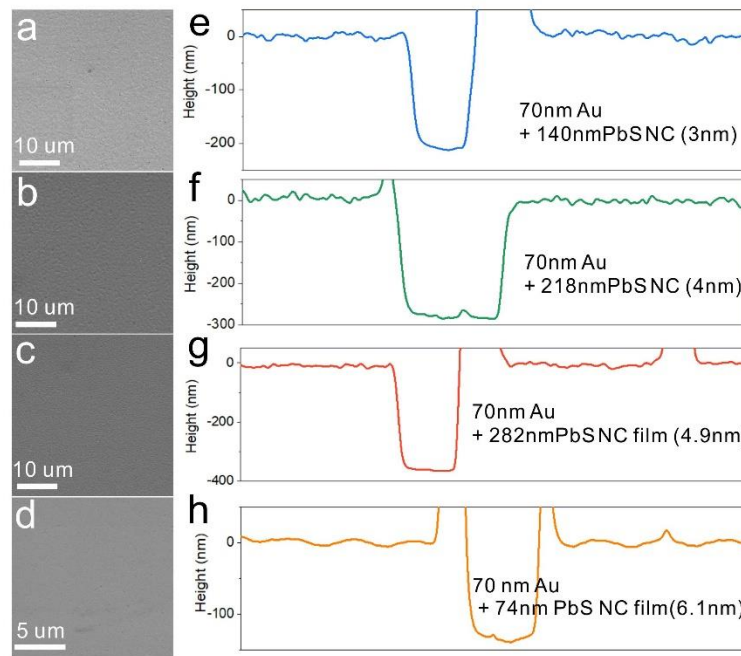 a
10 um
b
10 um
c
10 um
d
5 um
e
Height (nm)
0
-100
-200
70nm Au
+ 140nmPbS NC (3nm)
f
Height (nm)
0
-100
-200
-300
70nm Au
+ 218nmPbS NC (4nm)
g
Height (nm)
0
-200
-400
70nm Au
+ 282nmPbS NC film (4.9nm
h
Height (nm)
0
-100
70 nm Au
+ 74nm PbS NC film(6.1nm)